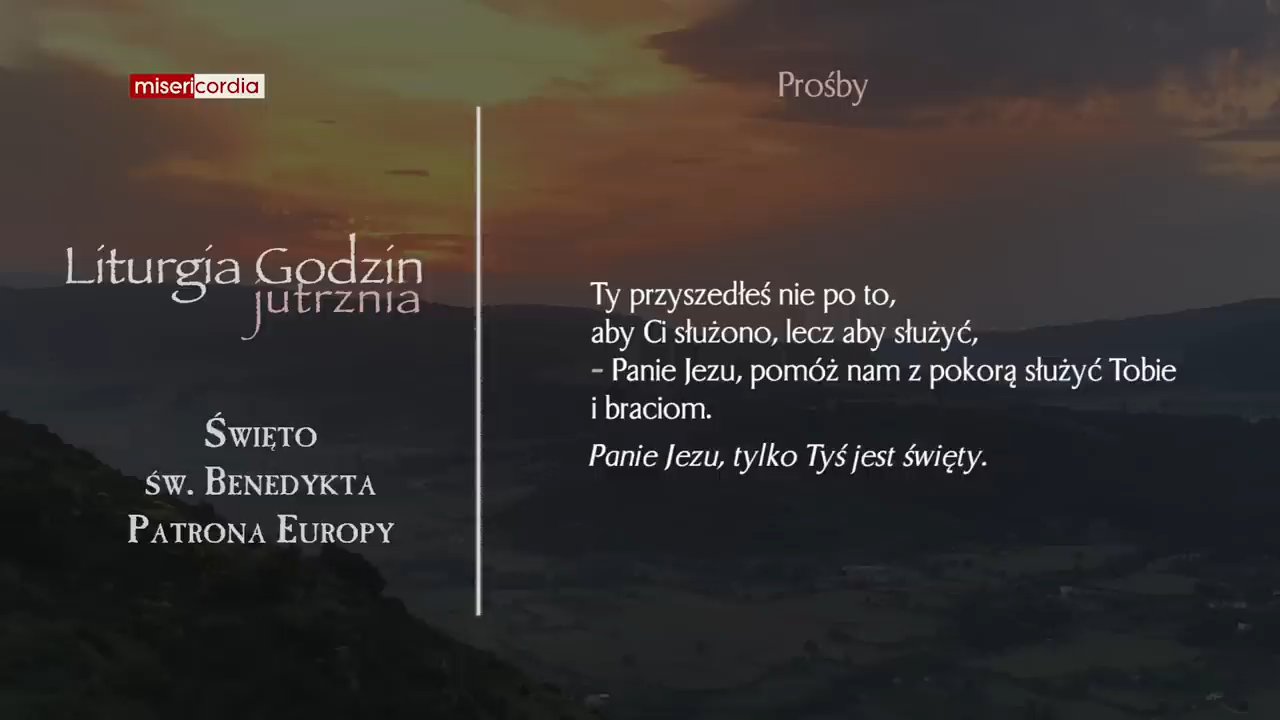 misericordia
Prośby
Liturgia Godzin
jutrznia
Święto
św. Benedykta
Patrona Europy
Ty przyszedłeś nie po to,
aby Ci służono, lecz aby służyć,
– Panie Jezu, pomóż nam z pokorą służyć Tobie
i braciom.
Panie Jezu, tylko Tyś jest święty.